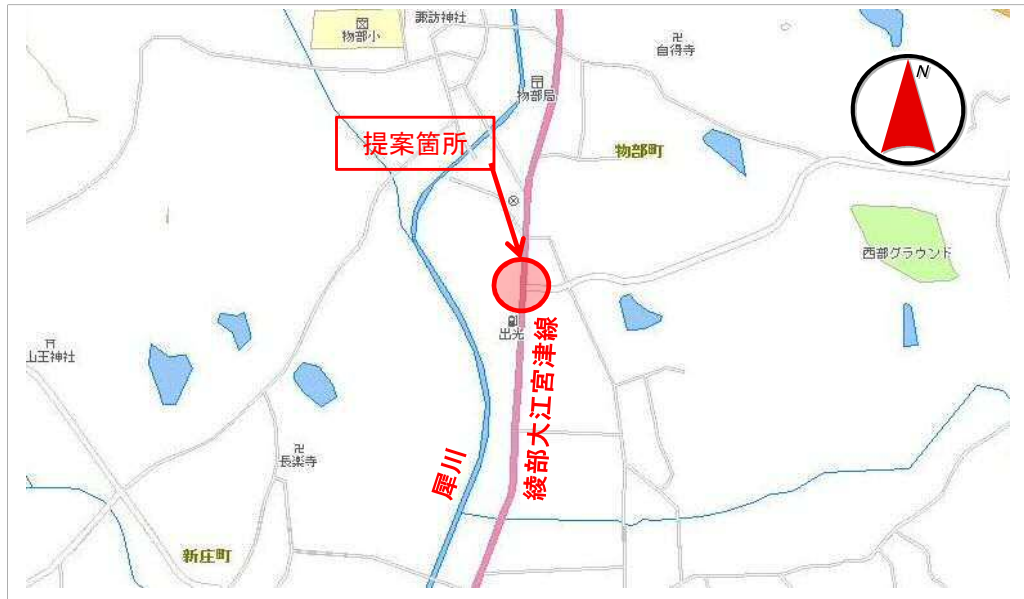 諏訪神社
物部小
卍
自得寺
N
物部局
提案箇所
物部町
西部グラウンド
出光
綾部大江宮津線
山王神社
卍
長楽寺
犀川
新庄町